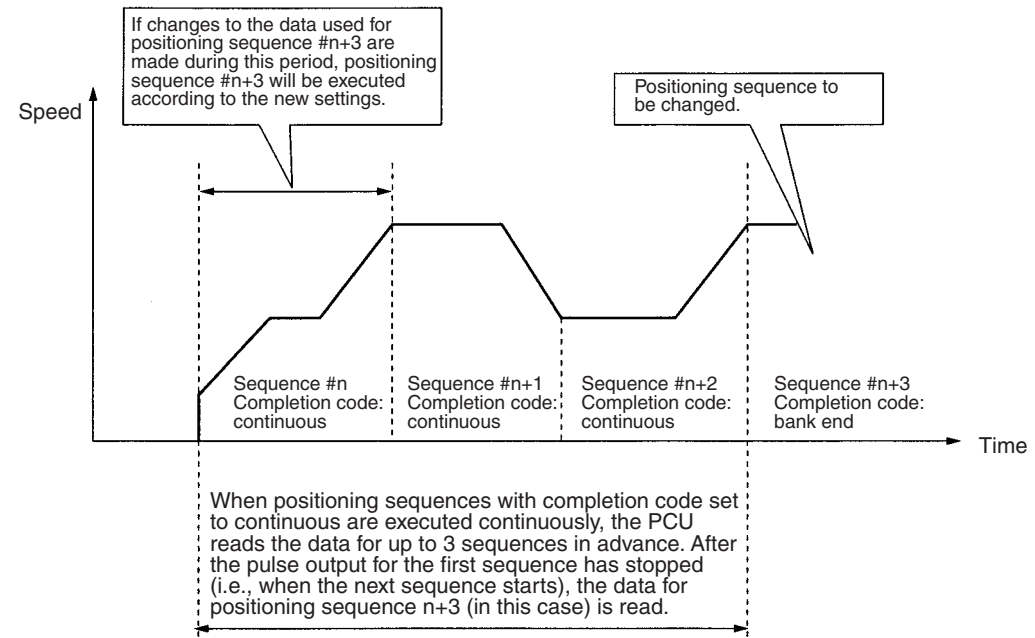 If changes to the data used for
positioning sequence #n+3 are
made during this period, positioning
sequence #n+3 will be executed
according to the new settings.
Positioning sequence to
be changed.
Speed
Sequence #n
Completion code:
continuous
Sequence #n+1
Completion code:
continuous
Sequence #n+2
Completion code:
continuous
Sequence #n+3
Completion code:
bank end
Time
When positioning sequences with completion code set
to continuous are executed continuously, the PCU
reads the data for up to 3 sequences in advance. After
the pulse output for the first sequence has stopped
(i.e., when the next sequence starts), the data for
positioning sequence n+3 (in this case) is read.